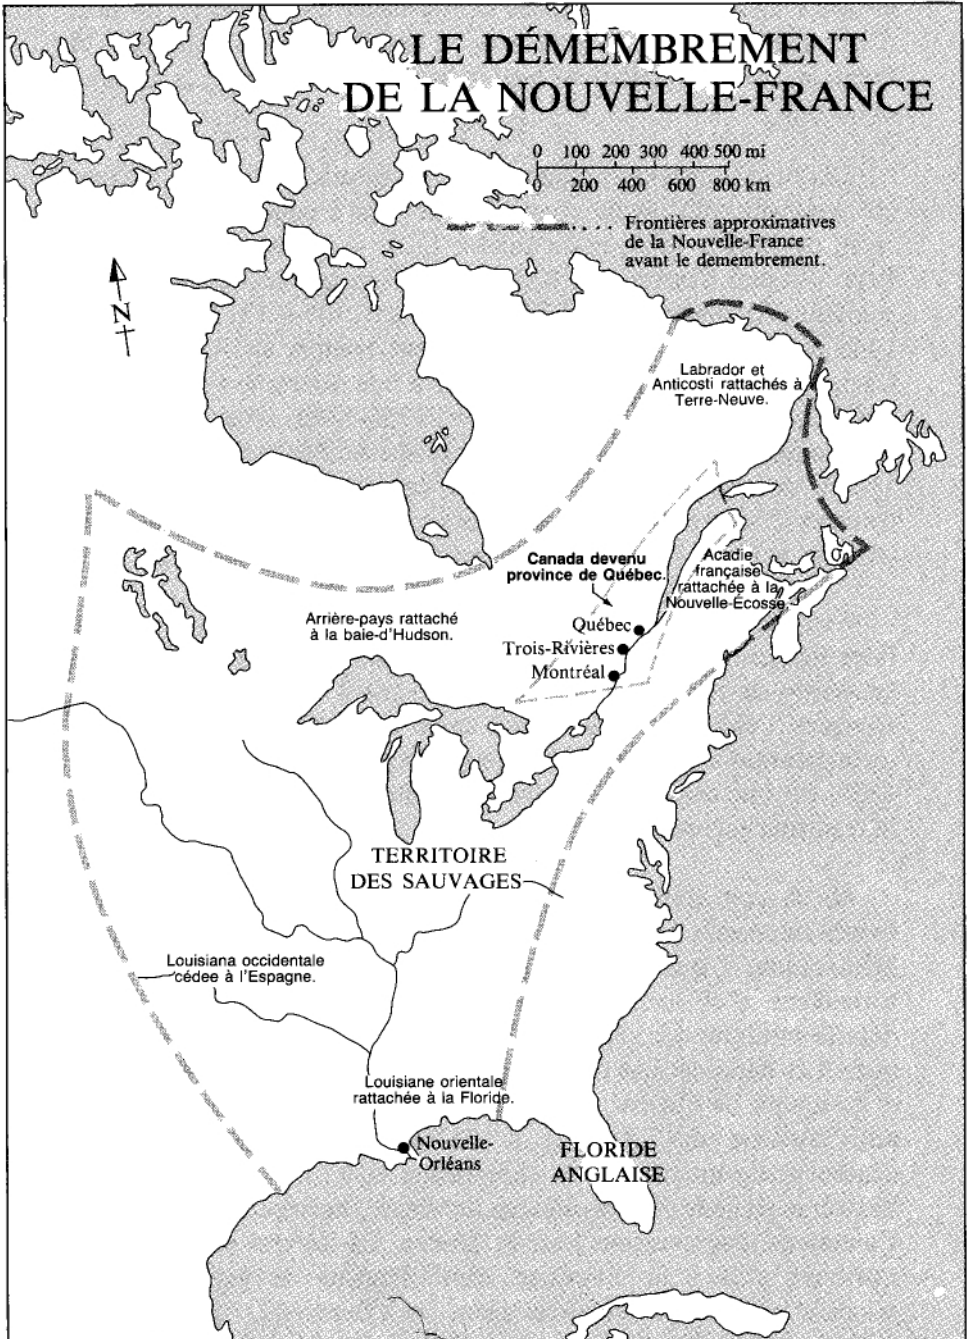 LE DÉMEMBREMENT
DE LA NOUVELLE-FRANCE
0 100 200 300 400 500 mi
0 200 400 600 800 km
Frontières approximatives
de la Nouvelle-France
avant le demembrement.
N
Labrador et
Anticosti rattachés à
Terre-Neuve.
Canada devenu
province de Québec.
Acadie
française
rattachée à la
Nouvelle-Écosse
Arrière-pays rattaché
à la baie-d'Hudson.
Québec
Trois-Rivières
Montréal
TERRITOIRE
DES SAUVAGES
Louisiana occidentale
cédee à l'Espagne.
Louisiane orientale
rattachée à la Floride.
Nouvelle-
Orléans
FLORIDE
ANGLAISE